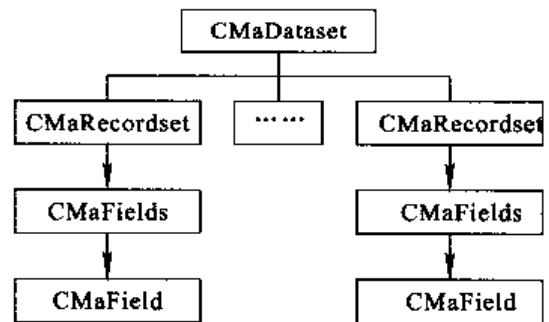 CMaDataset
CMaRecordset
…… 
CMaRecordset
CMaFields
CMaFields
CMaField
CMaField